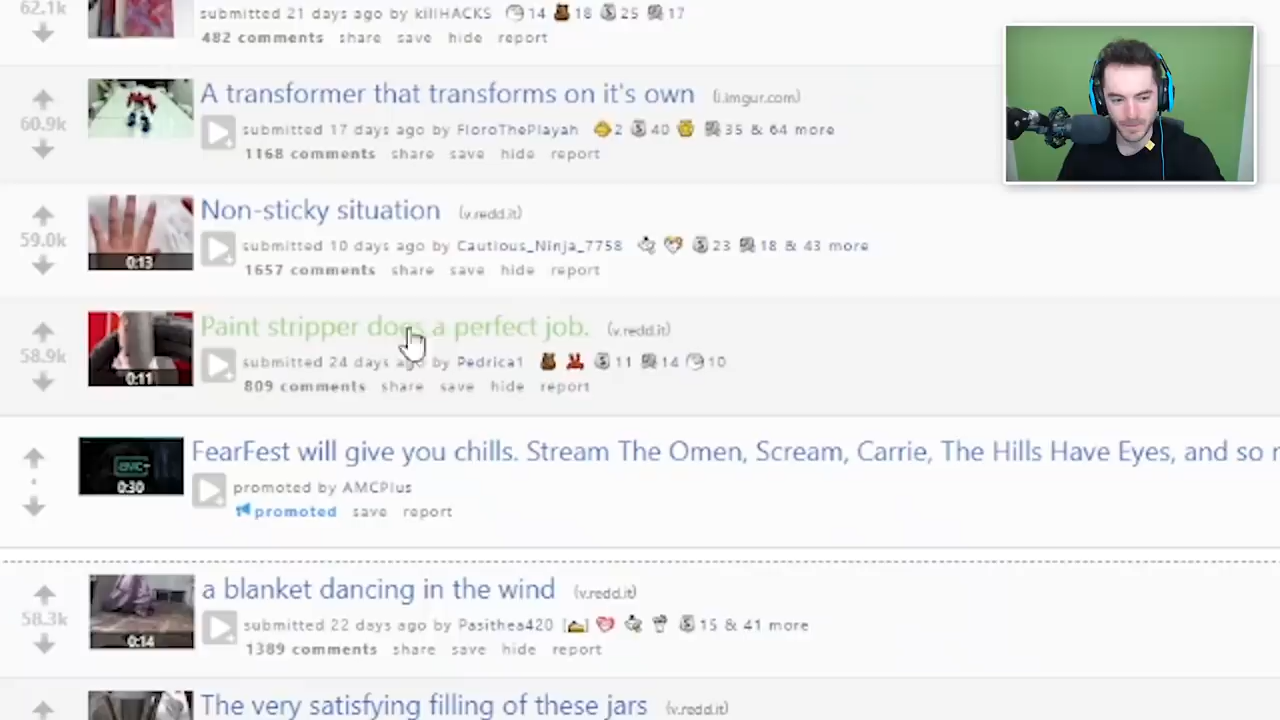 62.1k
submitted 21 days ago by killHACKS 14 18 25 17
482 comments share save hide report
A transformer that transforms on it's own (i.imgur.com)
60.9k
submitted 17 days ago by FloroThePlayah 2 40 35 & 64 more
1168 comments share save hide report
Non-sticky situation (v.redd.it)
59.0k
submitted 10 days ago by Cautious_Ninja_7758 23 18 & 43 more
0:13
1657 comments share save hide report
Paint stripper does a perfect job. (v.redd.it)
58.9k
submitted 24 days ago by Pedrica1 11 14 10
0:11
809 comments share save hide report
FearFest will give you chills. Stream The Omen, Scream, Carrie, The Hills Have Eyes, and so
amc+
0:30
promoted by AMCPlus
promoted save report
a blanket dancing in the wind (v.redd.it)
58.3k
submitted 22 days ago by Pasithea420 15 & 41 more
0:14
1389 comments share save hide report
The very satisfying filling of these jars (v.redd.it)